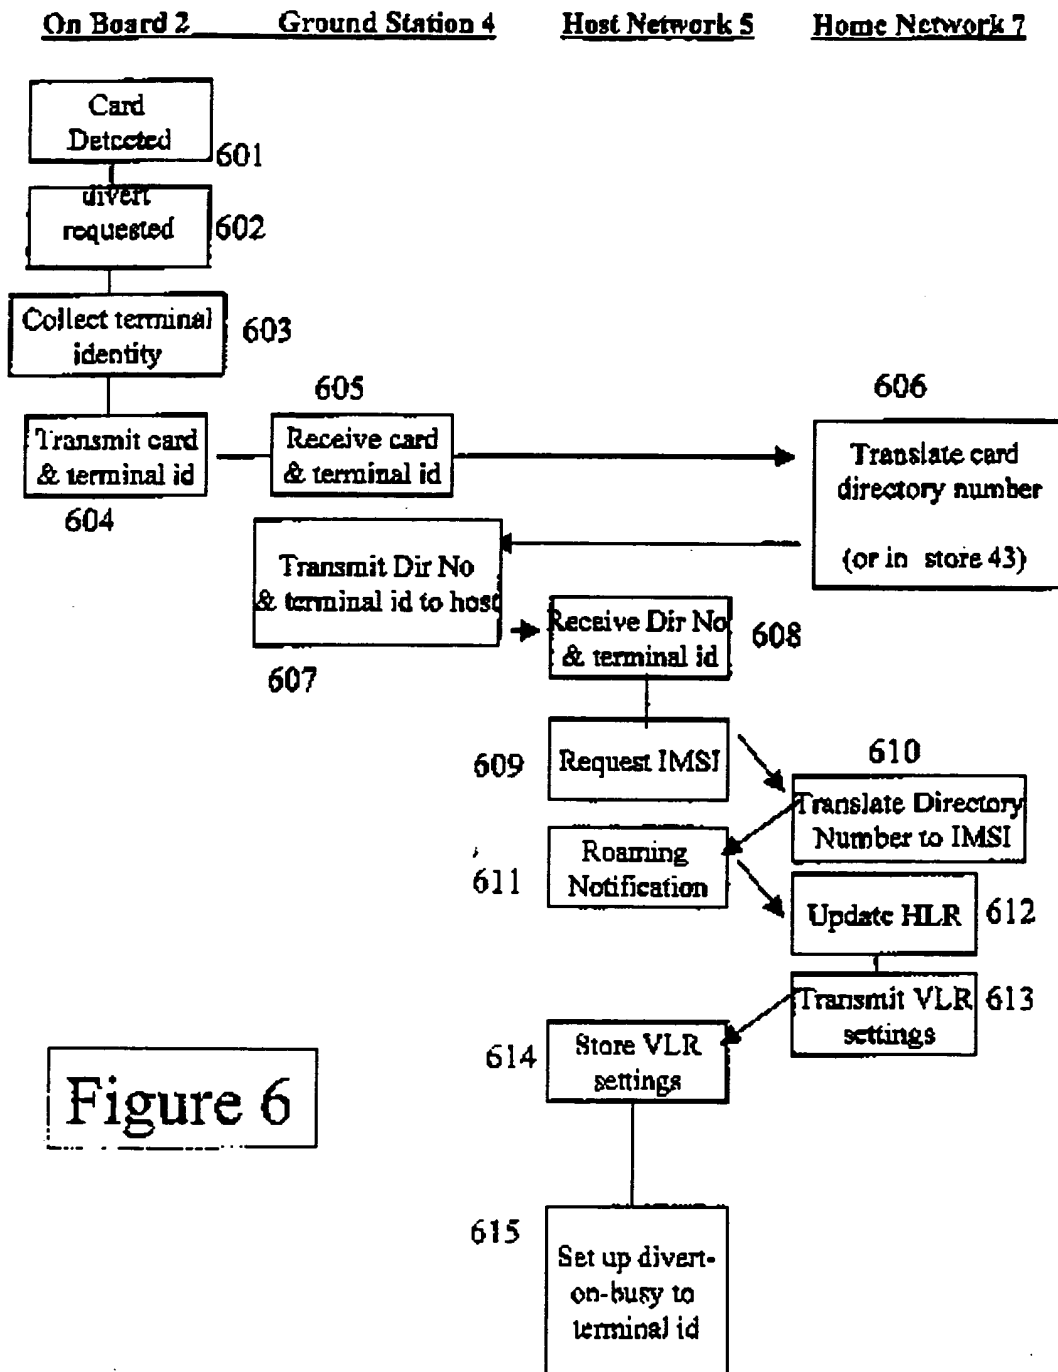 On Board 2 Ground Station 4 Host Network 5 Home Network 7
Card
Detected
601
divert
requested
602
Collect terminal
identity
603
Transmit card
& terminal id
604
605
Receive card
& terminal id
606
Translate card
directory number
(or in store 43)
Transmit Dir No
& terminal id to host
607
Receive Dir No
& terminal id
608
609
Request IMSI
610
Translate Directory
Number to IMSI
611
Roaming
Notification
Update HLR
612
Transmit VLR
settings
613
614
Store VLR
settings
Figure 6
615
Set up divert-
on-busy to
terminal id